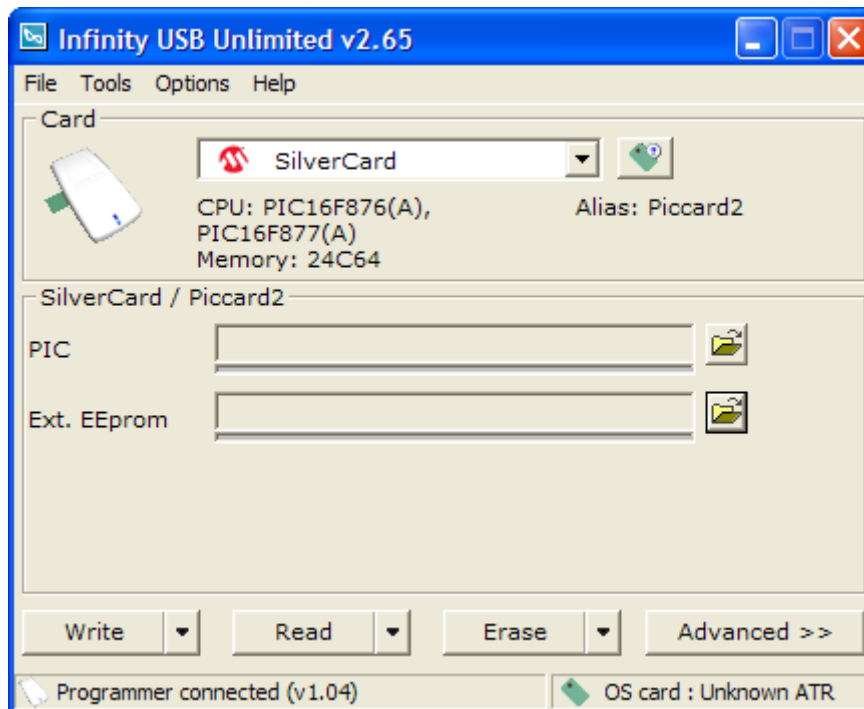 Infinity USB Unlimited v2.65
File Tools Options Help
Card
SilverCard
CPU: PIC16F876(A), Alias: Piccard2
PIC16F877(A)
Memory: 24C64
SilverCard / Piccard2
PIC
Ext. EEprom
Write Read Erase Advanced >>
Programmer connected (v1.04) OS card : Unknown ATR